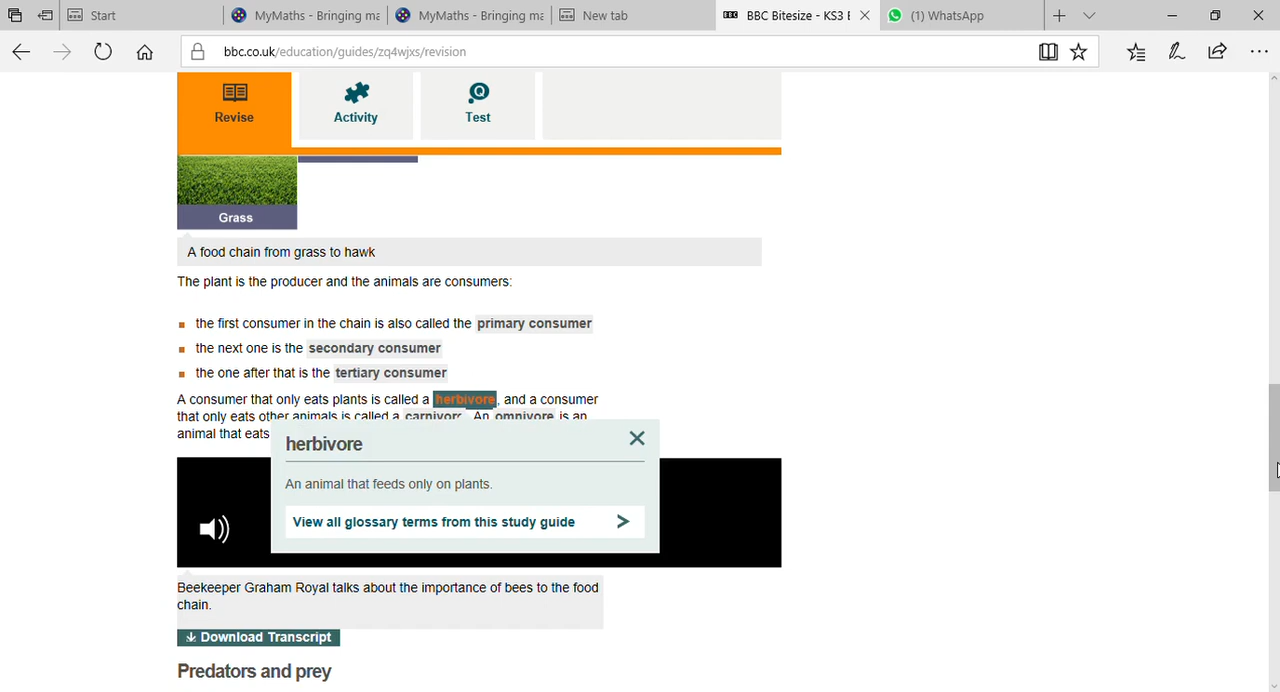 Start
MyMaths - Bringing ma
MyMaths - Bringing ma
New tab
BBC Bitesize - KS3 B
(1) WhatsApp
bbc.co.uk/education/guides/zq4wjxs/revision
Revise
Activity
Test
Grass
A food chain from grass to hawk
The plant is the producer and the animals are consumers:
the first consumer in the chain is also called the primary consumer
the next one is the secondary consumer
the one after that is the tertiary consumer
A consumer that only eats plants is called a herbivore, and a consumer
that only eats other animals is called a carnivore. An omnivore is an
animal that eats
herbivore
An animal that feeds only on plants.
View all glossary terms from this study guide
Beekeeper Graham Royal talks about the importance of bees to the food
chain.
Download Transcript
Predators and prey